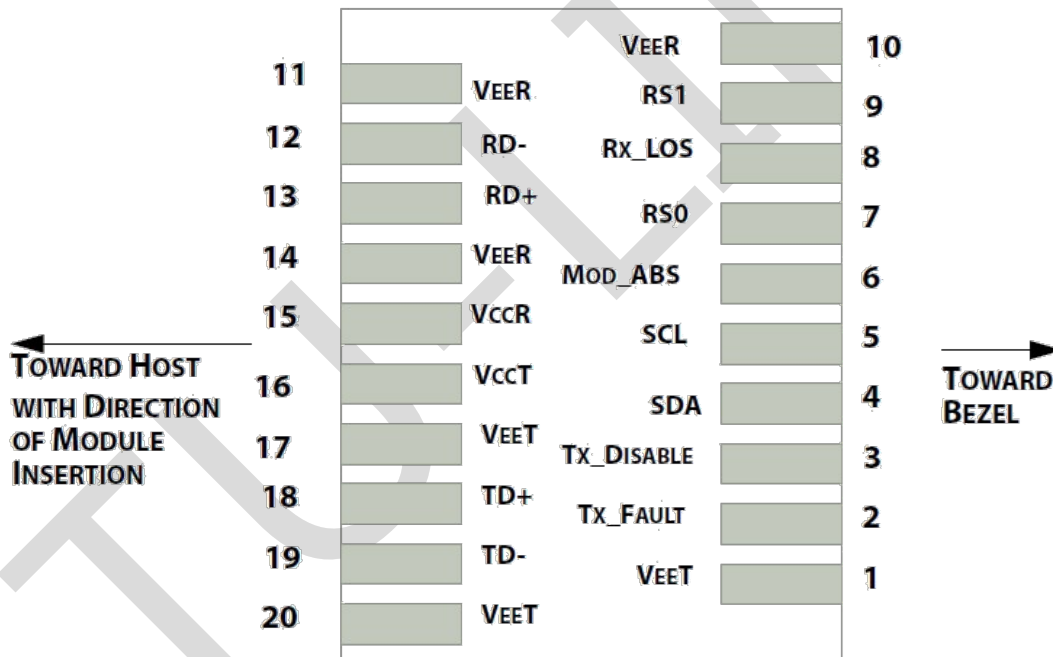 VEER 10
11 VEER
RS1 9
12 RD-
RX_LOS 8
13 RD+
RS0 7
14 VEER
MOD_ABS 6
15 VCCR
SCL 5
TOWARD HOST
WITH DIRECTION
OF MODULE
INSERTION
16 VCCT
TOWARD
BEZEL
SDA 4
17 VEET
TX_DISABLE 3
18 TD+
TX_FAULT 2
19 TD-
VEET 1
20 VEET